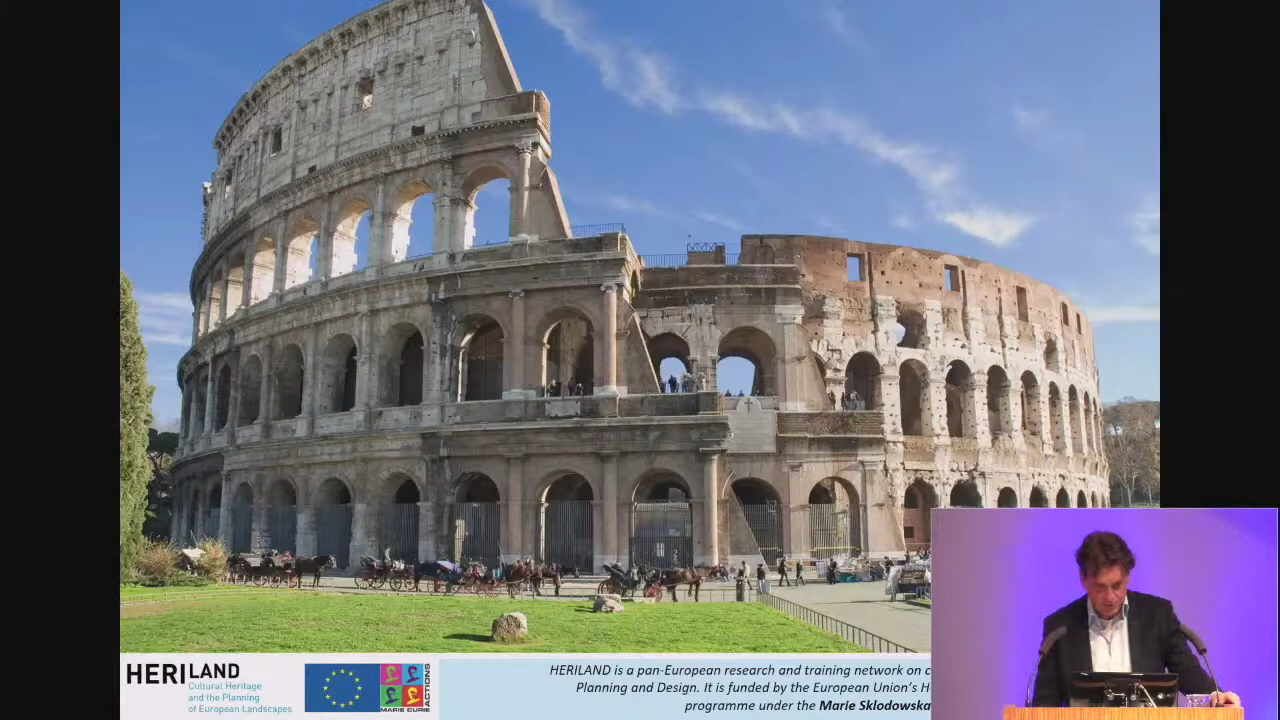 HERILAND
Cultural Heritage
and the Planning
of European Landscapes
MARIE CURIE
ACTIONS
HERILAND is a pan-European research and training network on c
Planning and Design. It is funded by the European Union's H
programme under the Marie Sklodowska